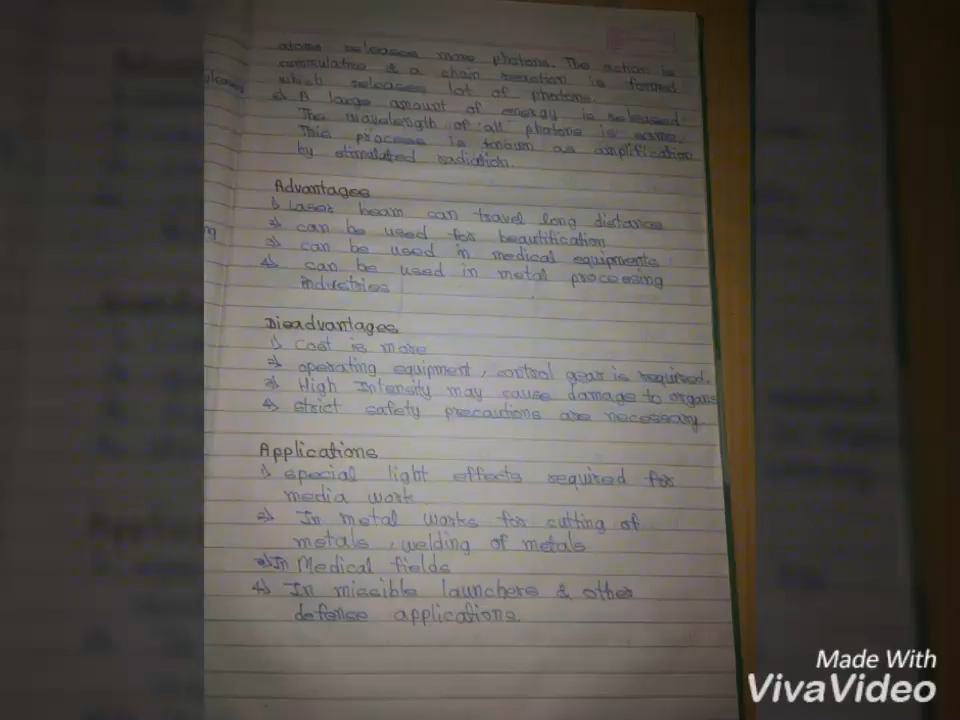 atoms releases more photons. The action is
cummulative & a chain reaction is formed
which releases lot of photons.
2) A large amount of energy is released.
The wavelength of all photons is same.
This process is known as amplification
by stimulated radiation.
Advantages
1) Laser beam can travel long distance
2) can be used for beautification
3) can be used in medical equipments
4) can be used in metal processing
industries
Disadvantages
1) Cost is more
2) operating equipment, control gear is required.
3) High Intensity may cause damage to organs
4) strict safety precautions are necessary.
Applications
1) special light effects required for
media work
2) In metal works for cutting of
metals, welding of metals
3) In Medical fields
4) In missible launchers & other
defense applications.
Made With
VivaVideo